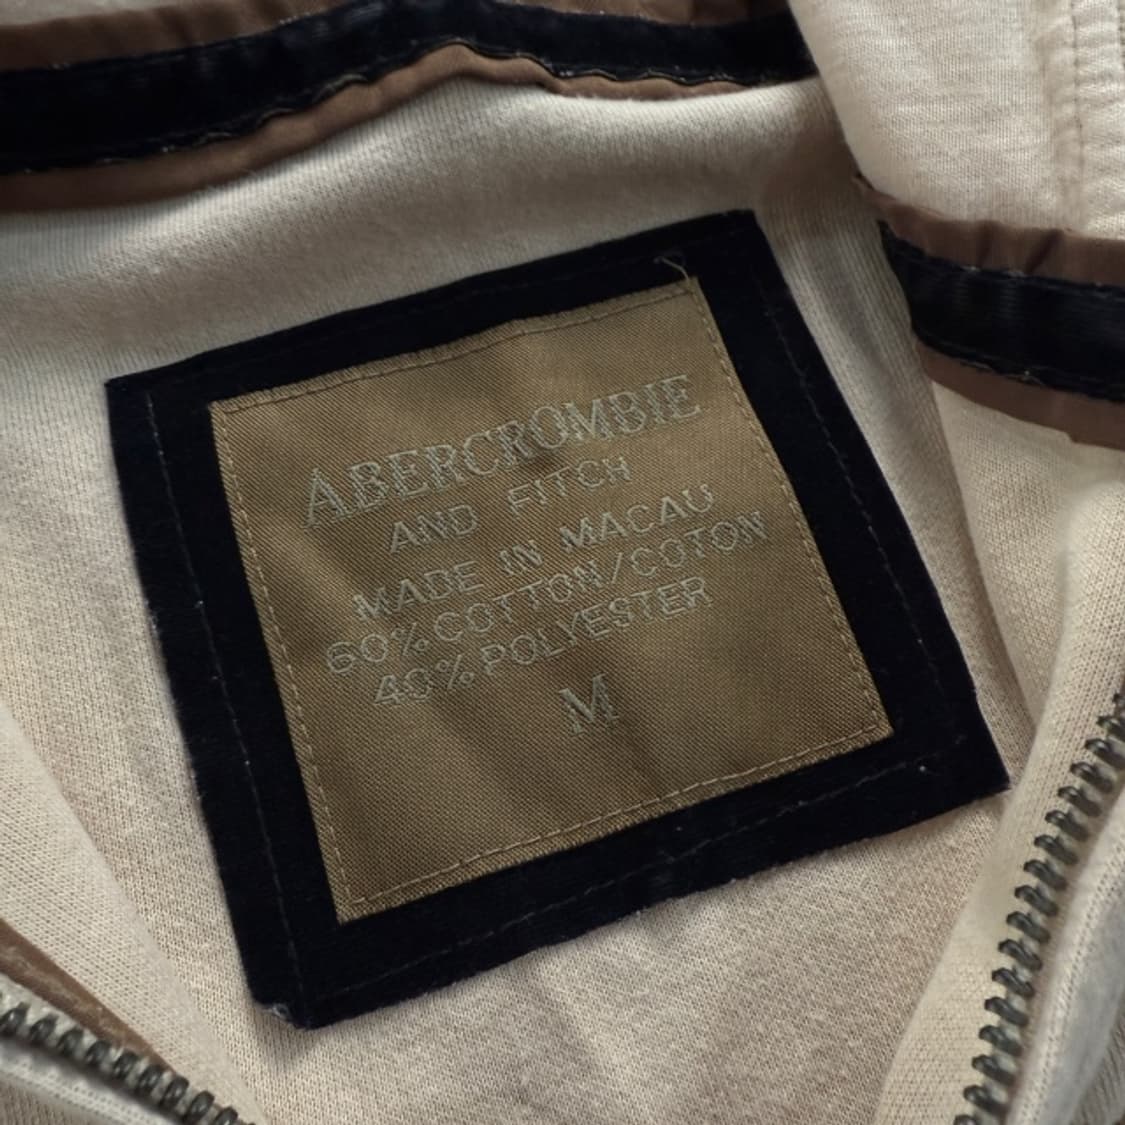 ABERCROMBIE
AND FITCH
MADE IN MACAU
60% COTTON/COTON
40% POLYESTER
M